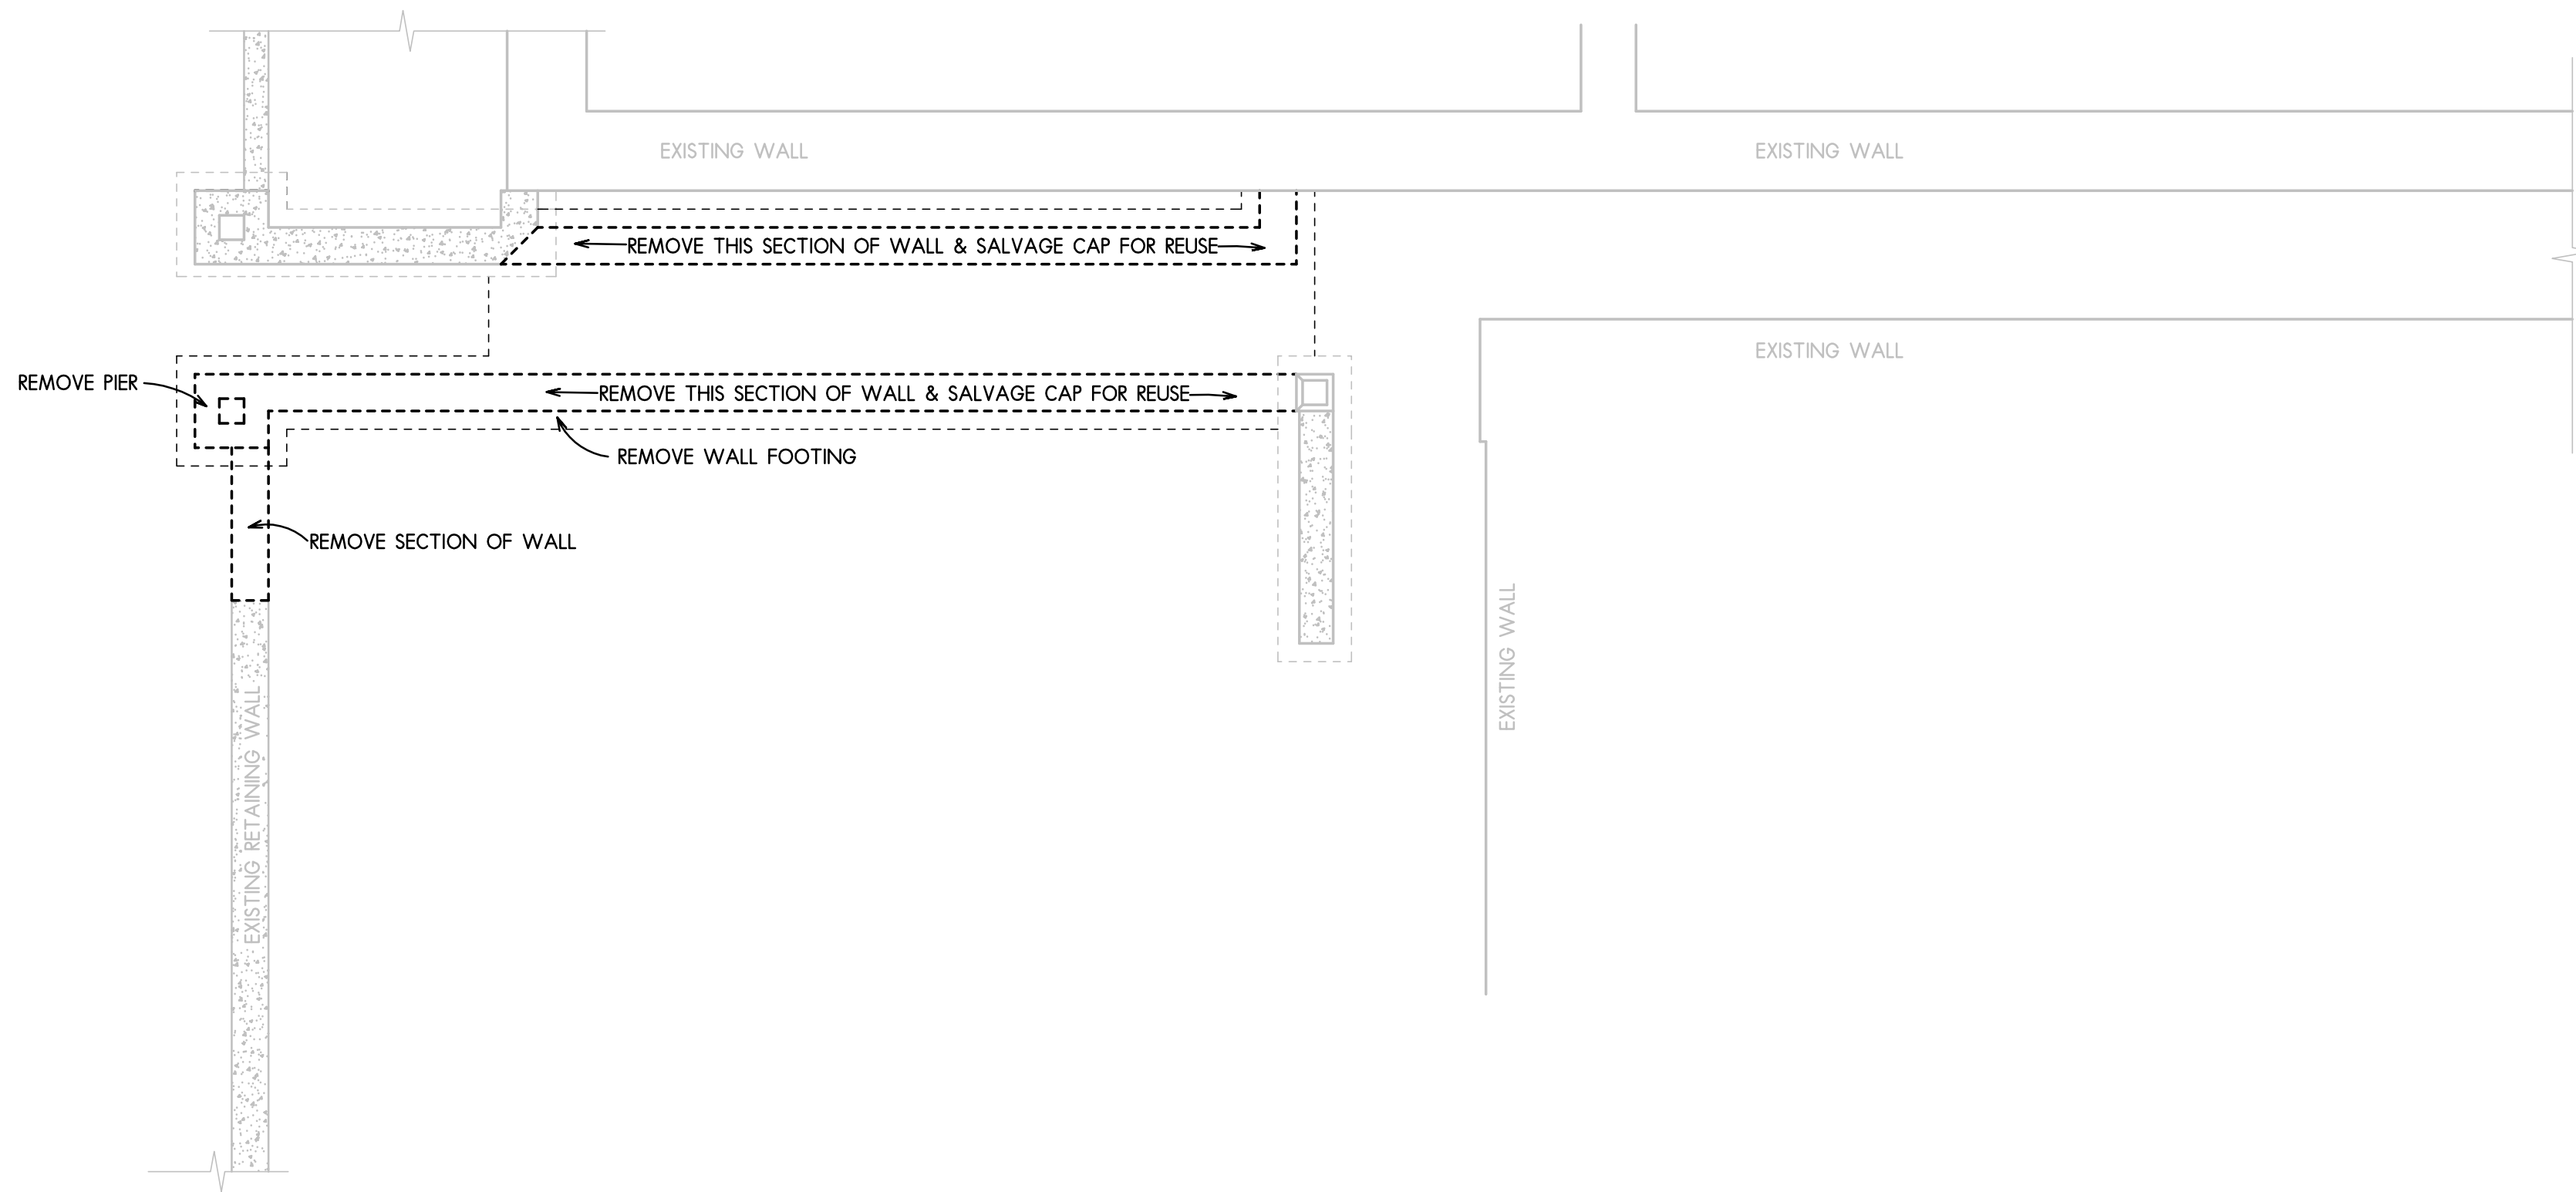 EXISTING WALL
EXISTING WALL
REMOVE THIS SECTION OF WALL & SALVAGE CAP FOR REUSE
EXISTING WALL
REMOVE PIER
REMOVE THIS SECTION OF WALL & SALVAGE CAP FOR REUSE
REMOVE WALL FOOTING
REMOVE SECTION OF WALL
EXISTING WALL
EXISTING RETAINING WALL